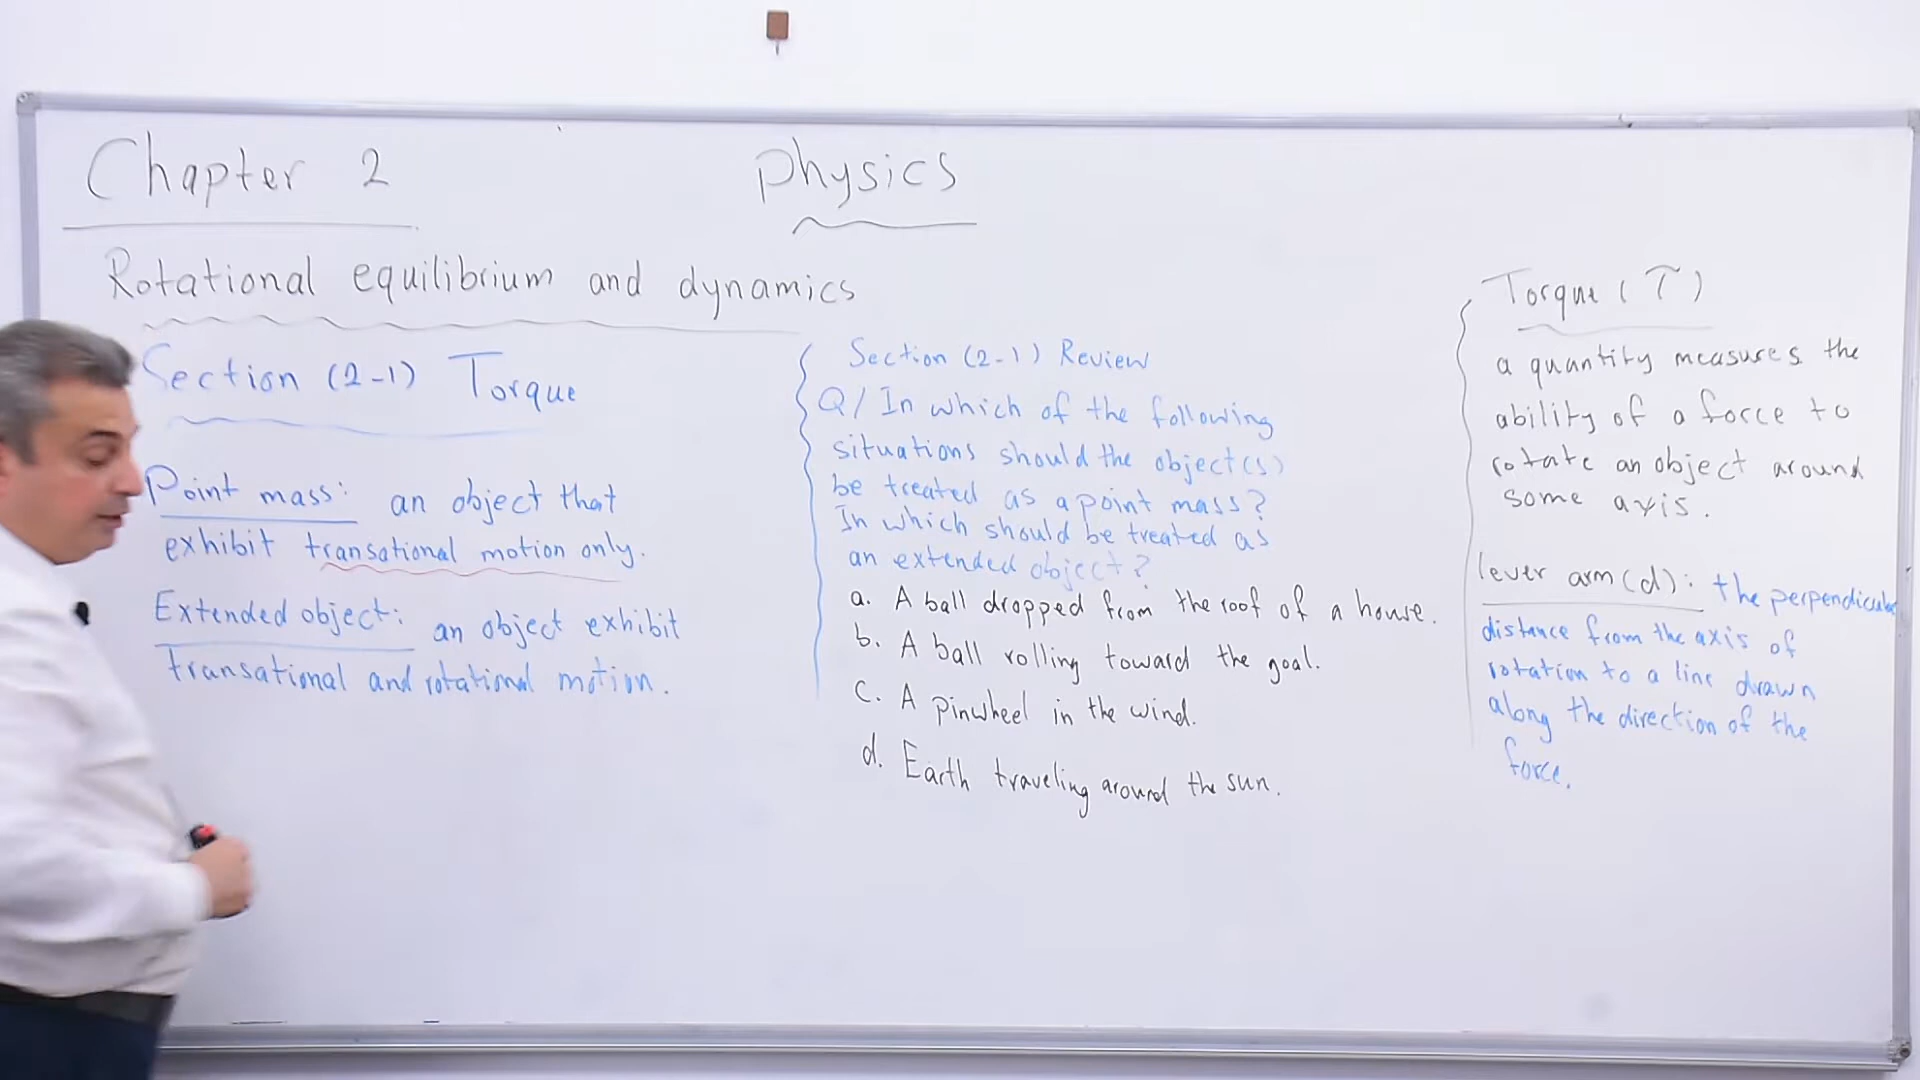 Chapter 2
Physics
Rotational equilibrium and dynamics
Section (2-1) Torque
Point mass: an object that
exhibit transational motion only.
Extended object: an object exhibit
transational and rotational motion.
Section (2-1) Review
Q/ In which of the following
situations should the object(s)
be treated as a point mass?
In which should be treated as
an extended object?
a. A ball dropped from the roof of a house.
b. A ball rolling toward the goal.
c. A pinwheel in the wind.
d. Earth traveling around the sun.
Torque (τ)
a quantity measures the
ability of a force to
rotate an object around
some axis.
lever arm (d): the perpendicular
distance from the axis of
rotation to a line drawn
along the direction of the
force.